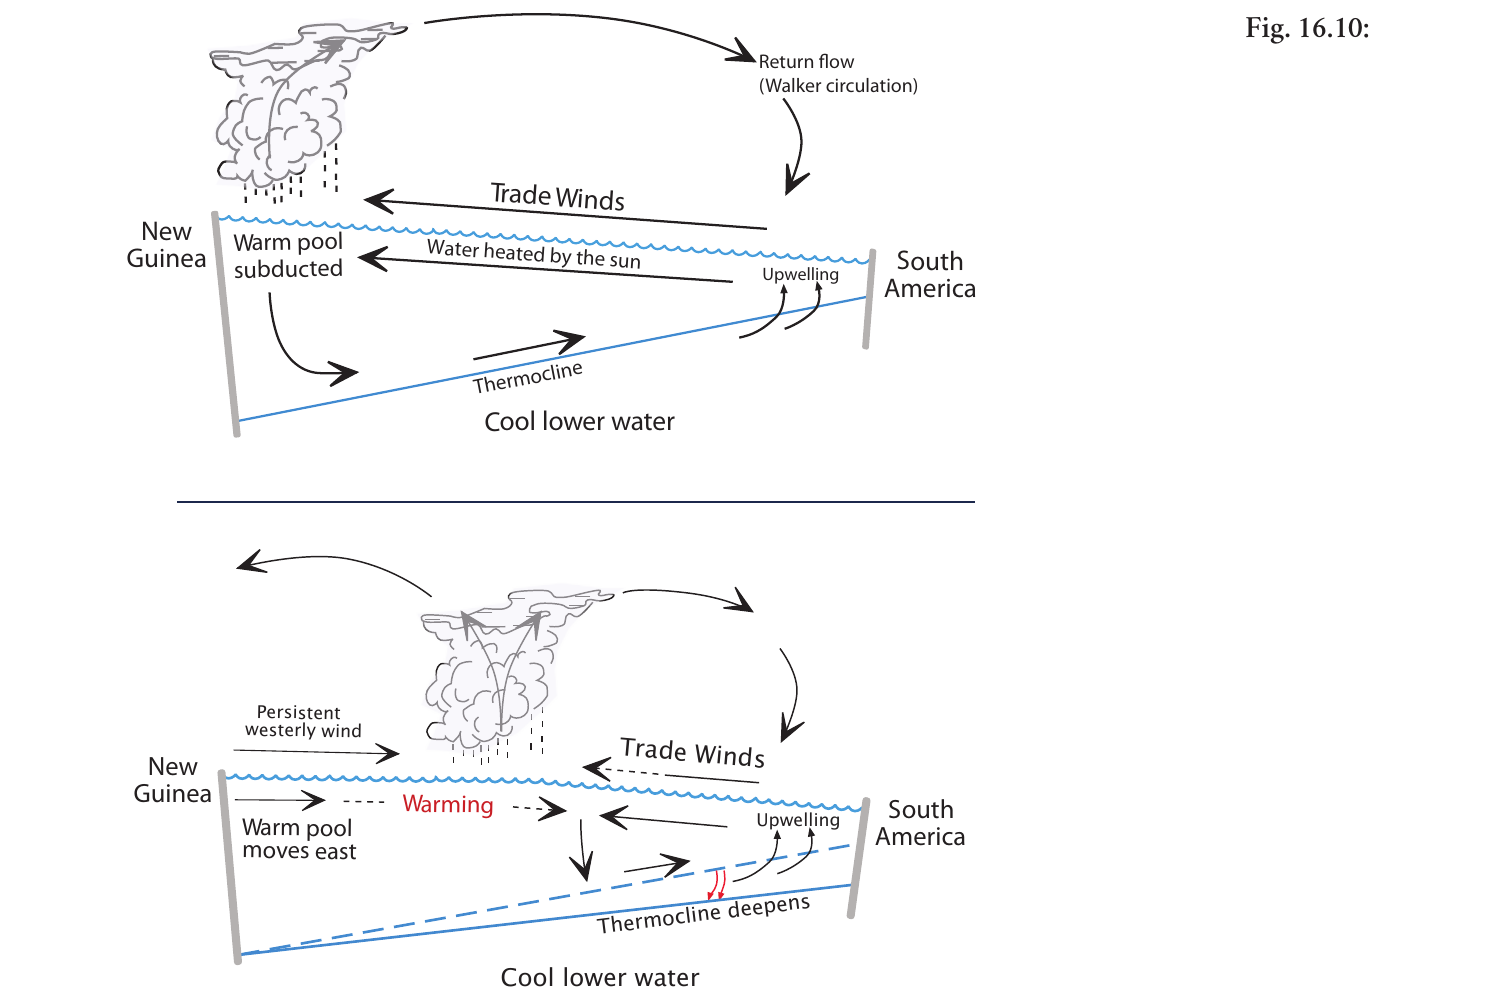 Fig. 16.10:
Return flow
(Walker circulation)
Trade Winds
New
Guinea
Warm pool
subducted
Water heated by the sun
Upwelling
South
America
Thermocline
Cool lower water
Persistent
westerly wind
Trade Winds
New
Guinea
Warming
Warm pool
moves east
Upwelling
South
America
Thermocline deepens
Cool lower water